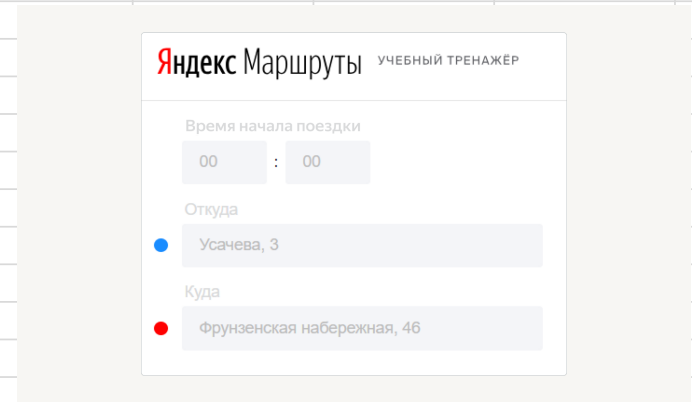 Яндекс Маршруты УЧЕБНЫЙ ТРЕНАЖЁР
Время начала поездки
00 : 00
Откуда
Усачева, 3
Куда
Фрунзенская набережная, 46